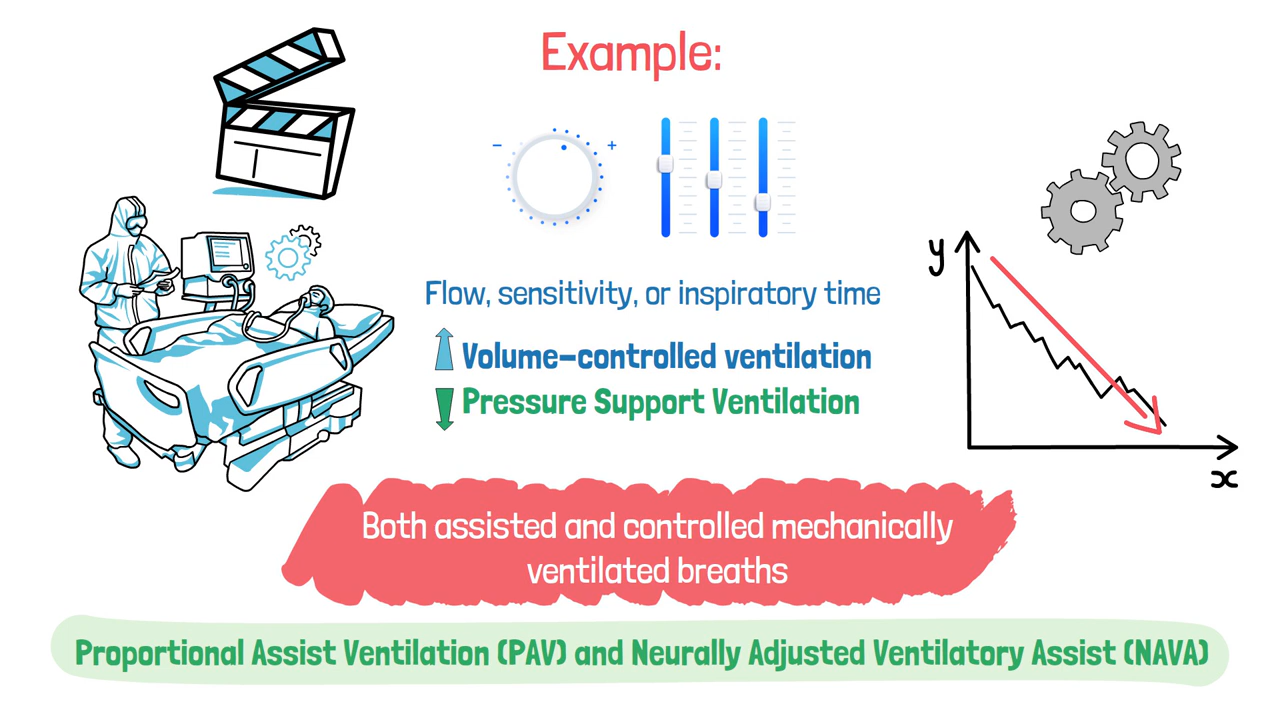 Example:
− +
Flow, sensitivity, or inspiratory time
Volume–controlled ventilation
Pressure Support Ventilation
y
x
Both assisted and controlled mechanically
ventilated breaths
Proportional Assist Ventilation (PAV) and Neurally Adjusted Ventilatory Assist (NAVA)